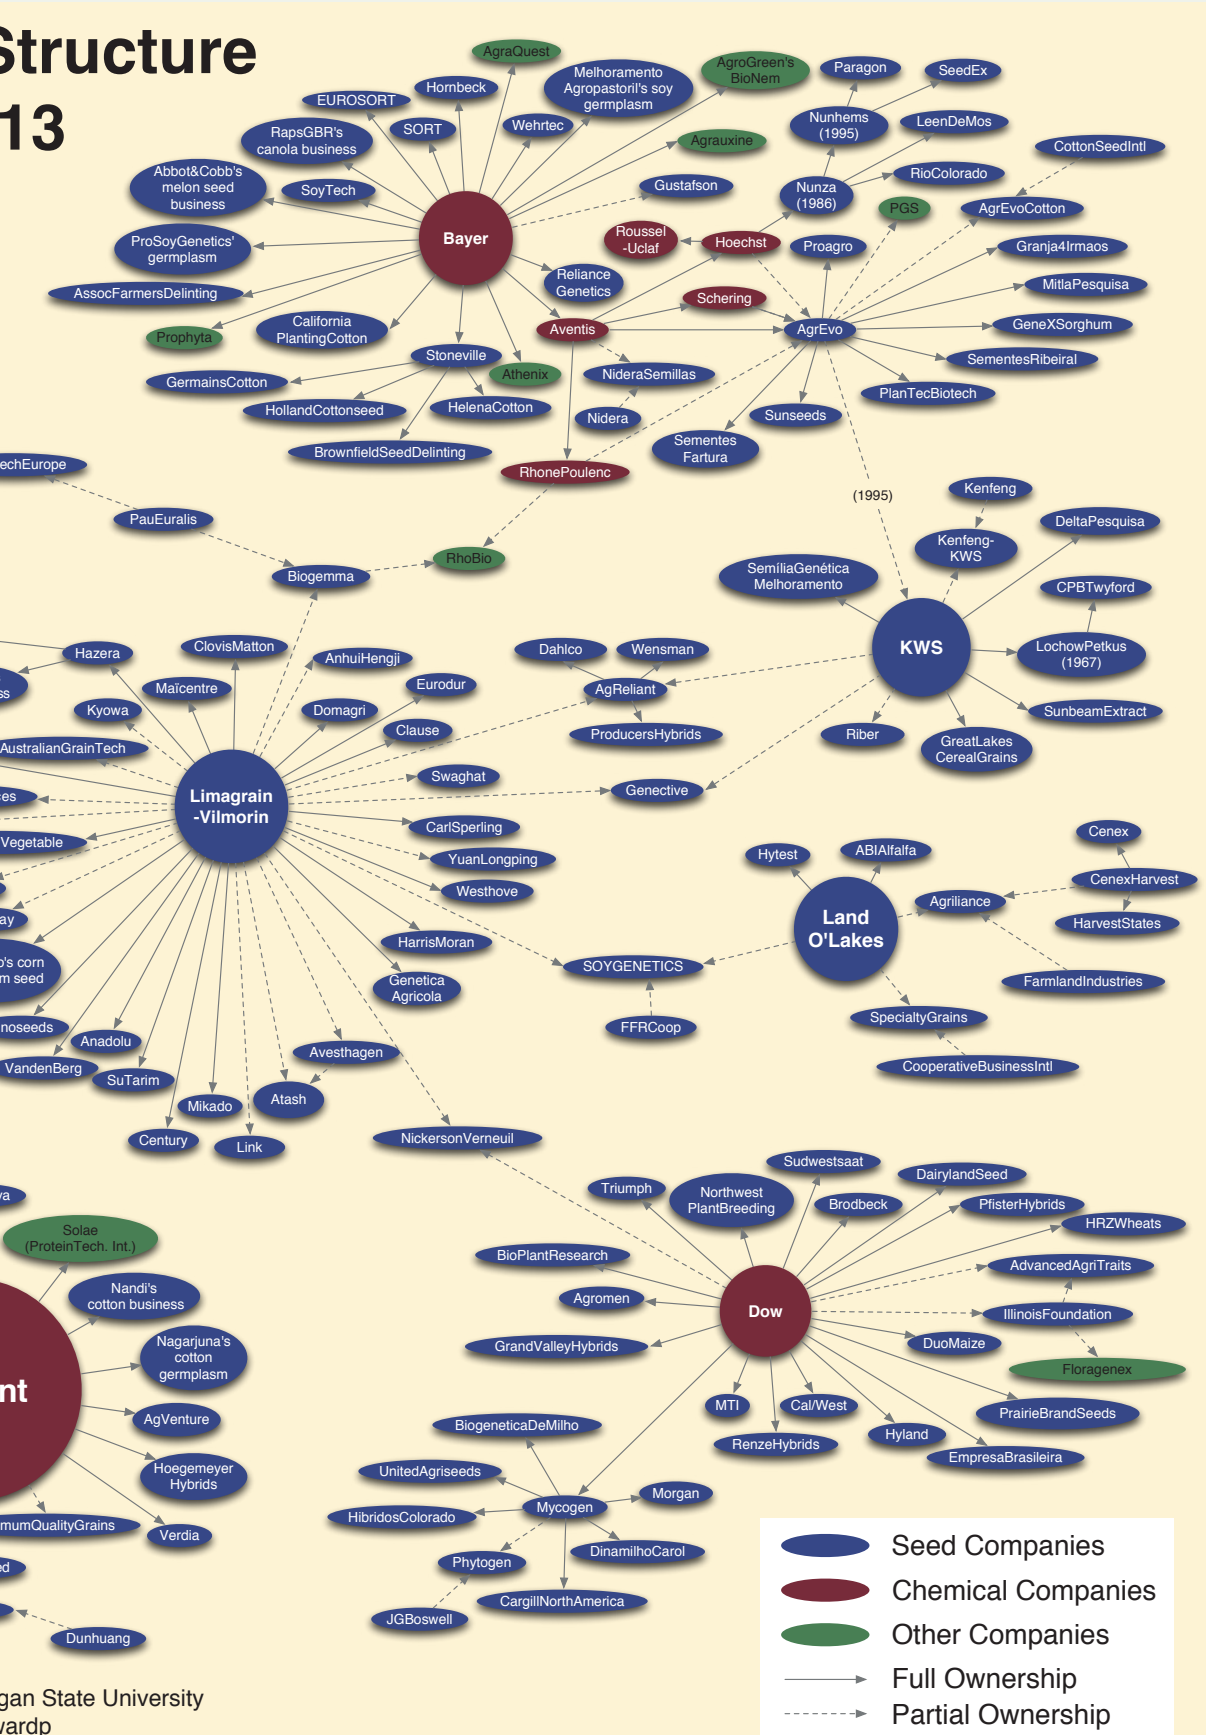 Structure
13
AgraQuest
AgroGreen's
BioNem
Paragon
SeedEx
Melhoramento
Agropastoril's soy
germplasm
Hornbeck
EUROSORT
Nunhems
(1995)
LeenDeMos
SORT
Wehrtec
RapsGBR's
canola business
Agrauxine
CottonSeedIntl
Abbot&Cobb's
melon seed
business
SoyTech
Gustafson
Nunza
(1986)
RioColorado
PGS
AgrEvoCotton
Bayer
Roussel
-Uclaf
Hoechst
Proagro
Granja4Irmaos
ProSoyGenetics'
germplasm
Reliance
Genetics
MitlaPesquisa
AssocFarmersDelinting
Schering
California
PlantingCotton
Prophyta
Aventis
AgrEvo
GeneXSorghum
Stoneville
SementesRibeiral
GermainsCotton
Athenix
NideraSemillas
PlanTecBiotech
HollandCottonseed
HelenaCotton
Nidera
Sunseeds
BrownfieldSeedDelinting
Sementes
Fartura
echEurope
RhonePoulenc
(1995)
Kenfeng
PauEuralis
DeltaPesquisa
Kenfeng-
KWS
RhoBio
Biogemma
SemíliaGenética
Melhoramento
CPBTwyford
Hazera
ClovisMatton
AnhuiHengji
Dahlco
Wensman
KWS
LochowPetkus
(1967)
ss
Maïcentre
Eurodur
AgReliant
Kyowa
Domagri
SunbeamExtract
Clause
ProducersHybrids
Riber
GreatLakes
CerealGrains
AustralianGrainTech
Swaghat
Genective
ces
Limagrain
-Vilmorin
CarlSperling
Cenex
Vegetable
Hytest
ABIAlfalfa
YuanLongping
CenexHarvest
Westhove
Agriliance
ay
Land
O'Lakes
HarvestStates
HarrisMoran
o's corn
m seed
SOYGENETICS
Genetica
Agricola
FarmlandIndustries
noseeds
FFRCoop
SpecialtyGrains
Anadolu
Avesthagen
VandenBerg
SuTarim
CooperativeBusinessIntl
Mikado
Atash
Century
Link
NickersonVerneuil
va
Sudwestsaat
DairylandSeed
Triumph
Northwest
PlantBreeding
Brodbeck
PfisterHybrids
HRZWheats
Solae
(ProteinTech. Int.)
BioPlantResearch
AdvancedAgriTraits
Nandi's
cotton business
Agromen
Dow
IllinoisFoundation
GrandValleyHybrids
DuoMaize
Nagarjuna's
cotton
germplasm
Floragenex
nt
MTI
Cal/West
PrairieBrandSeeds
AgVenture
BiogeneticaDeMilho
RenzeHybrids
Hyland
EmpresaBrasileira
Hoegemeyer
Hybrids
UnitedAgriseeds
Morgan
HibridosColorado
Mycogen
mumQualityGrains
Verdia
DinamilhoCarol
Phytogen
ed
CargillNorthAmerica
JGBoswell
Dunhuang
Seed Companies
Chemical Companies
Other Companies
Full Ownership
Partial Ownership
gan State University
wardp